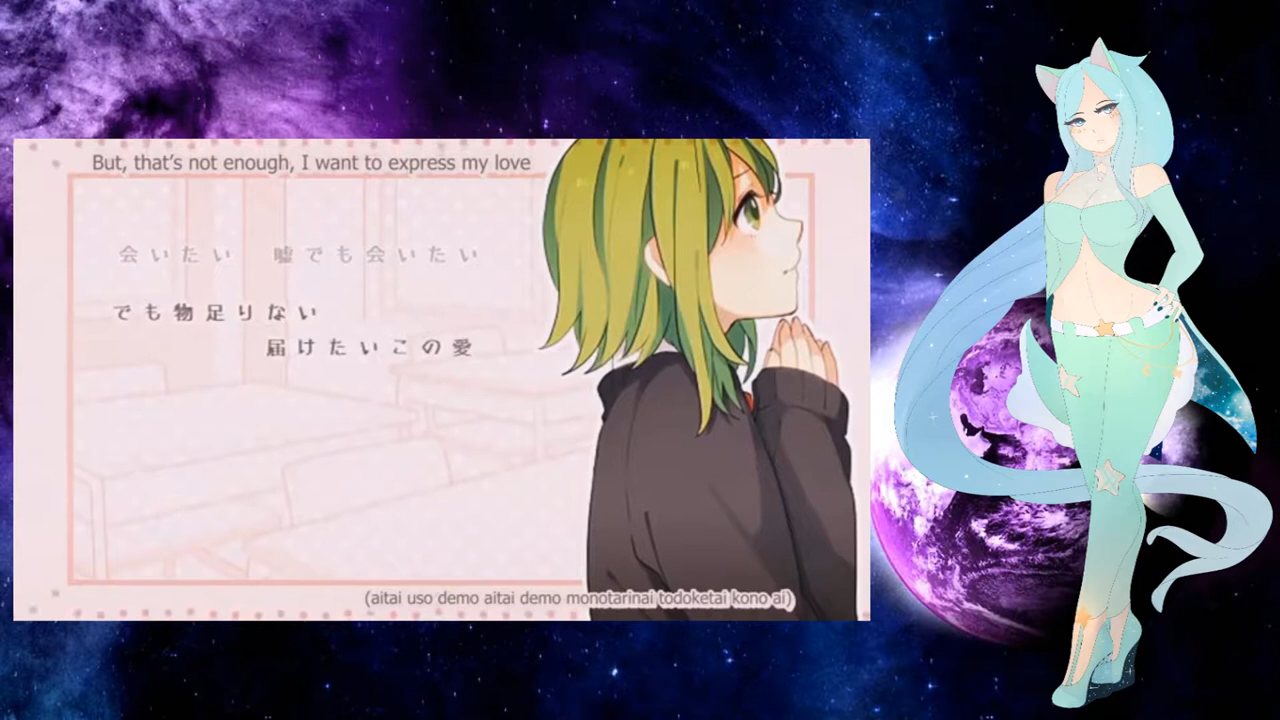 But, that's not enough, I want to express my love
会いたい 嘘でも会いたい
でも物足りない
届けたいこの愛
(aitai uso demo aitai demo monotarinai todoketai kono ai)